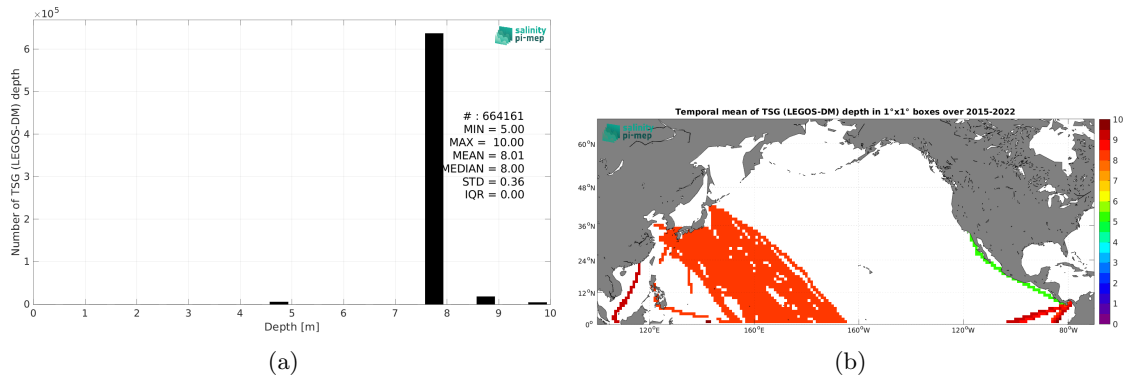 ×10⁵
salinity
pi-mep
Number of TSG (LEGOS-DM) depth
6
5
4
3
2
1
0
# : 664161
MIN = 5.00
MAX = 10.00
MEAN = 8.01
MEDIAN = 8.00
STD = 0.36
IQR = 0.00
0 1 2 3 4 5 6 7 8 9 10
Depth [m]
(a)
Temporal mean of TSG (LEGOS-DM) depth in 1°x1° boxes over 2015-2022
salinity
pi-mep
60°N
48°N
36°N
24°N
12°N
0°
120°E 160°E 160°W 120°W 80°W
10
9
8
7
6
5
4
3
2
1
0
(b)